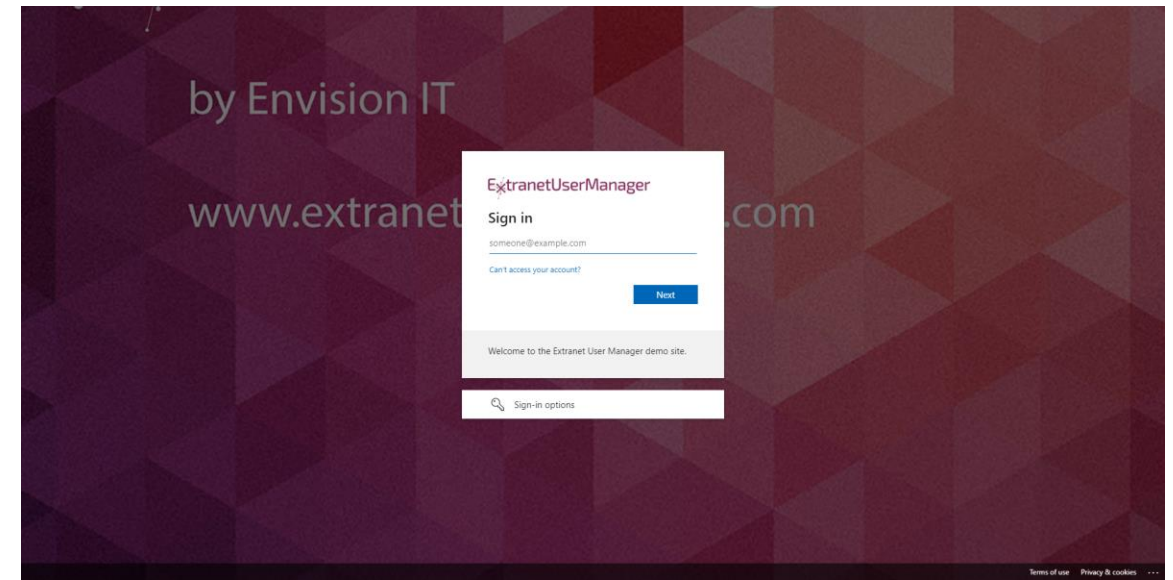 by Envision IT
www.extranet
.com
ExtranetUserManager
Sign in
someone@example.com
Can't access your account?
Next
Welcome to the Extranet User Manager demo site.
Sign-in options
Terms of use Privacy & cookies ...